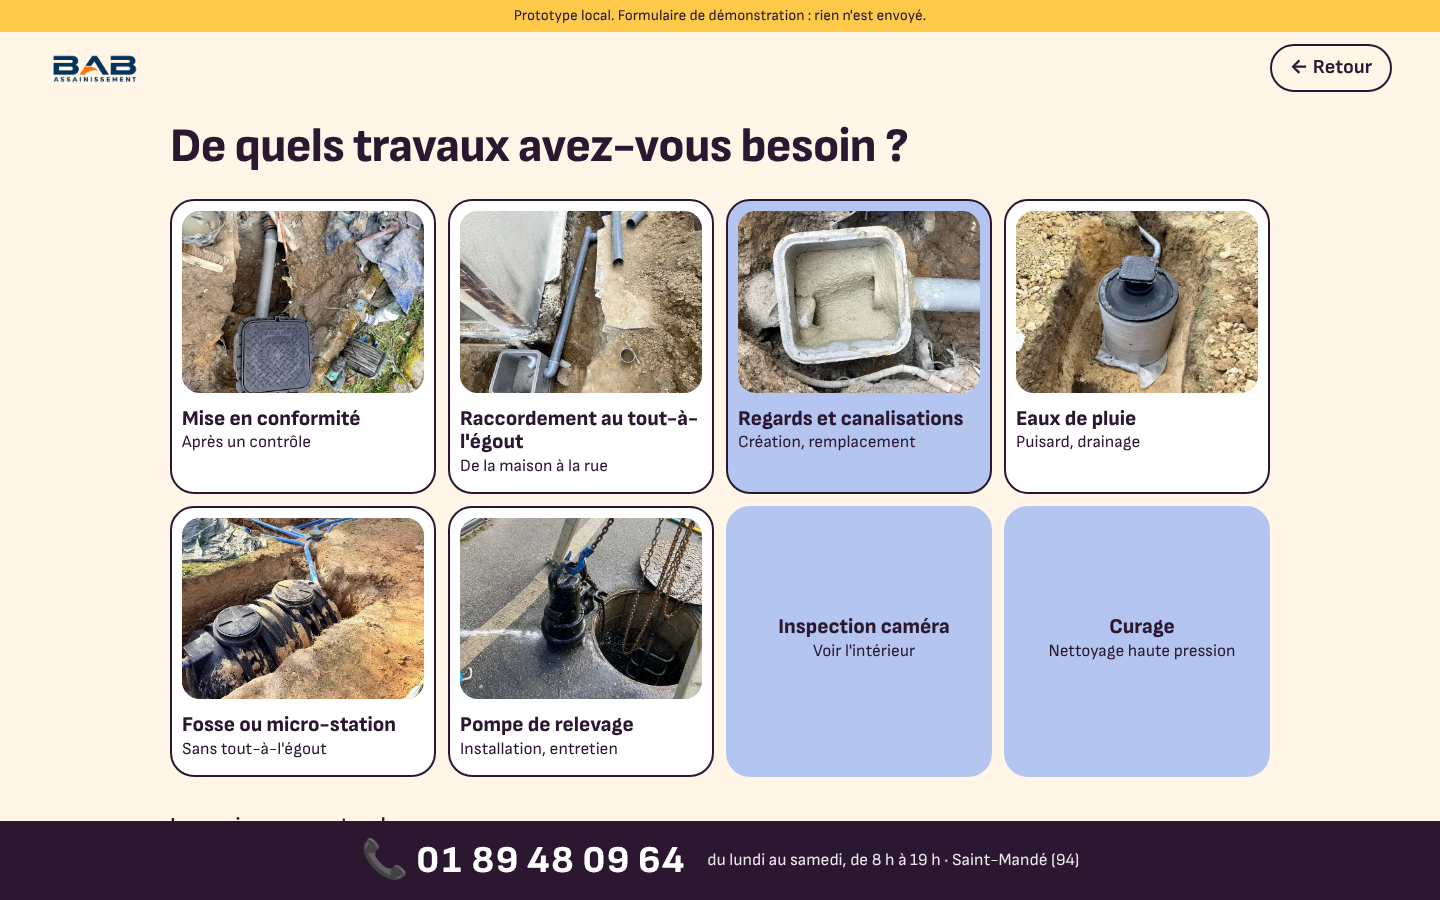 Prototype local. Formulaire de démonstration : rien n'est envoyé.
BAB
ASSAINISSEMENT
← Retour
De quels travaux avez-vous besoin ?
Mise en conformité
Après un contrôle
Raccordement au tout-à-
l'égout
De la maison à la rue
Regards et canalisations
Création, remplacement
Eaux de pluie
Puisard, drainage
Fosse ou micro-station
Sans tout-à-l'égout
Pompe de relevage
Installation, entretien
Inspection caméra
Voir l'intérieur
Curage
Nettoyage haute pression
01 89 48 09 64
du lundi au samedi, de 8 h à 19 h · Saint-Mandé (94)